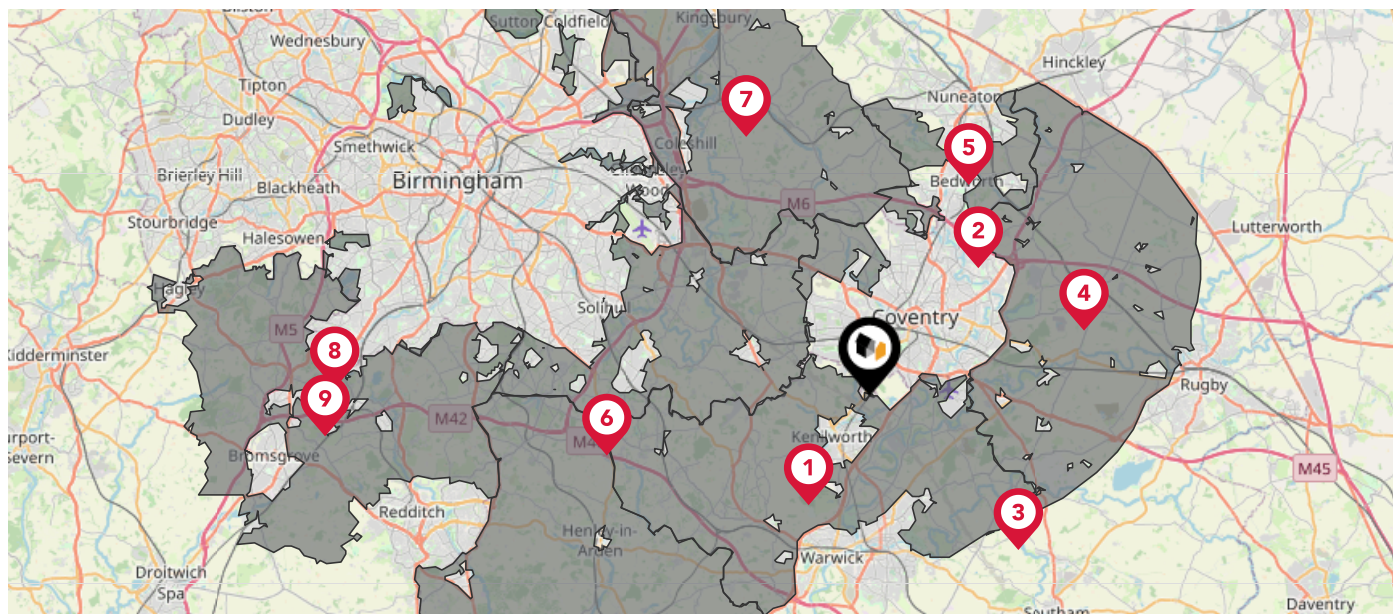 Sutton Coldfield
Kingsbury
Wednesbury
Hinckley
Tipton
Nuneaton
7
Dudley
Smethwick
Coleshill
5
Brierley Hill
Birmingham
Blackheath
Wood
Bedworth
M6
Stourbridge
2
Lutterworth
Halesowen
Hagley
4
Solihull
M5
Coventry
8
Kidderminster
Rugby
9
M42
6
Kenilworth
Bromsgrove
1
M45
Redditch
3
Henley-in-
Arden
Warwick
Droitwich
Spa
Southam
Daventry